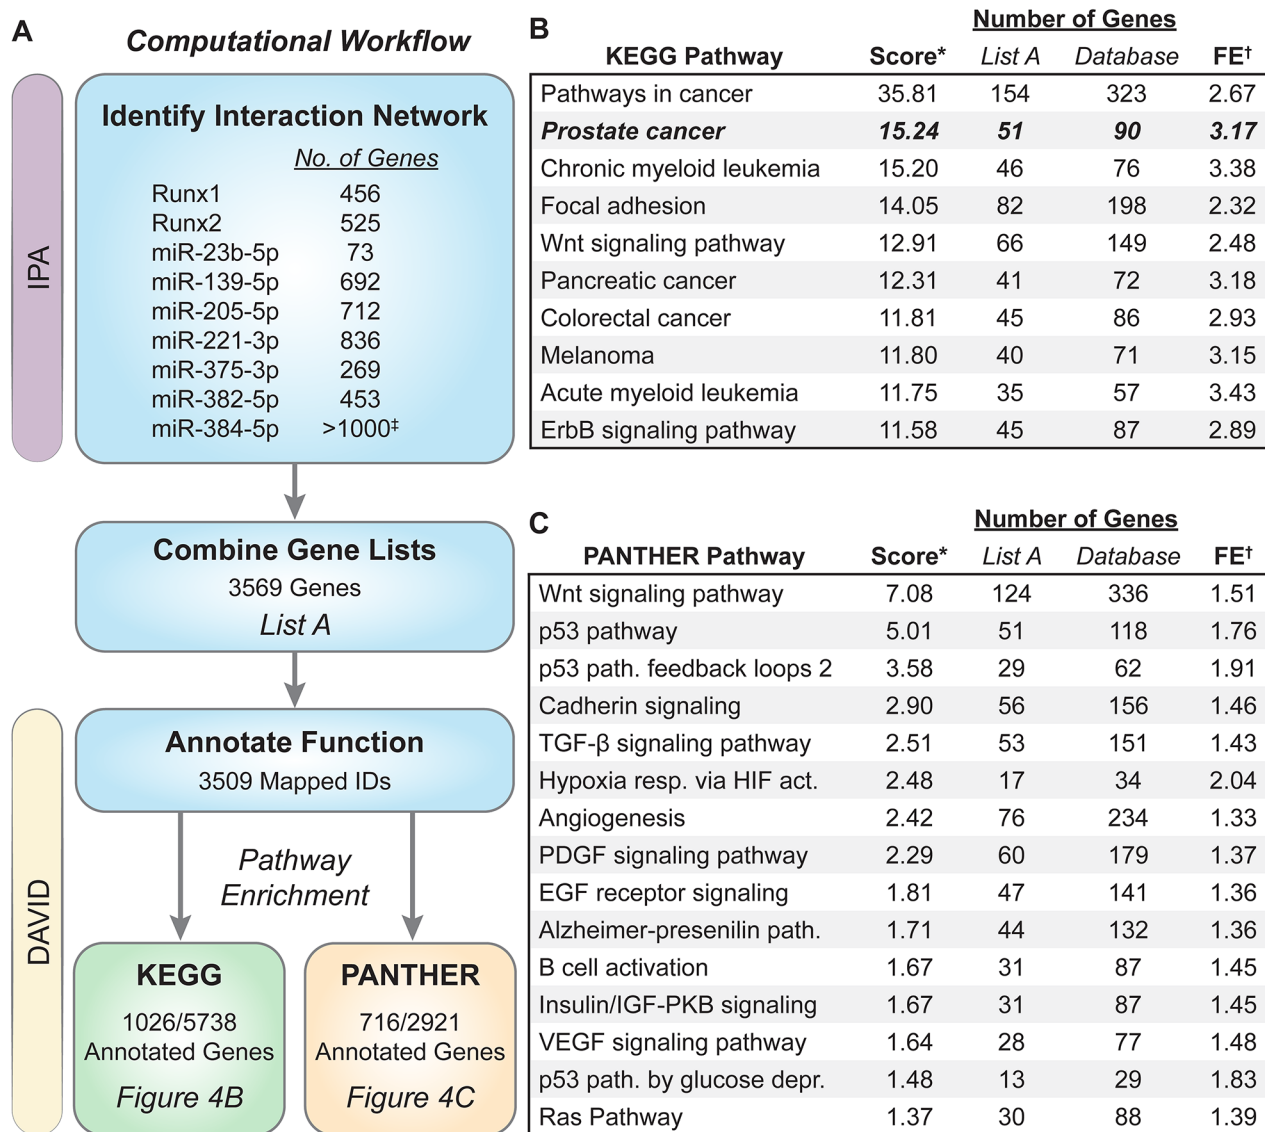 A
Computational Workflow
IPA
Identify Interaction Network
No. of Genes
Runx1 456
Runx2 525
miR-23b-5p 73
miR-139-5p 692
miR-205-5p 712
miR-221-3p 836
miR-375-3p 269
miR-382-5p 453
miR-384-5p >1000‡
Combine Gene Lists
3569 Genes
List A
DAVID
Annotate Function
3509 Mapped IDs
Pathway
Enrichment
KEGG
1026/5738
Annotated Genes
Figure 4B
PANTHER
716/2921
Annotated Genes
Figure 4C
B
Number of Genes
KEGG Pathway Score* List A Database FE†
Pathways in cancer 35.81 154 323 2.67
Prostate cancer 15.24 51 90 3.17
Chronic myeloid leukemia 15.20 46 76 3.38
Focal adhesion 14.05 82 198 2.32
Wnt signaling pathway 12.91 66 149 2.48
Pancreatic cancer 12.31 41 72 3.18
Colorectal cancer 11.81 45 86 2.93
Melanoma 11.80 40 71 3.15
Acute myeloid leukemia 11.75 35 57 3.43
ErbB signaling pathway 11.58 45 87 2.89
C
Number of Genes
PANTHER Pathway Score* List A Database FE†
Wnt signaling pathway 7.08 124 336 1.51
p53 pathway 5.01 51 118 1.76
p53 path. feedback loops 2 3.58 29 62 1.91
Cadherin signaling 2.90 56 156 1.46
TGF-β signaling pathway 2.51 53 151 1.43
Hypoxia resp. via HIF act. 2.48 17 34 2.04
Angiogenesis 2.42 76 234 1.33
PDGF signaling pathway 2.29 60 179 1.37
EGF receptor signaling 1.81 47 141 1.36
Alzheimer-presenilin path. 1.71 44 132 1.36
B cell activation 1.67 31 87 1.45
Insulin/IGF-PKB signaling 1.67 31 87 1.45
VEGF signaling pathway 1.64 28 77 1.48
p53 path. by glucose depr. 1.48 13 29 1.83
Ras Pathway 1.37 30 88 1.39